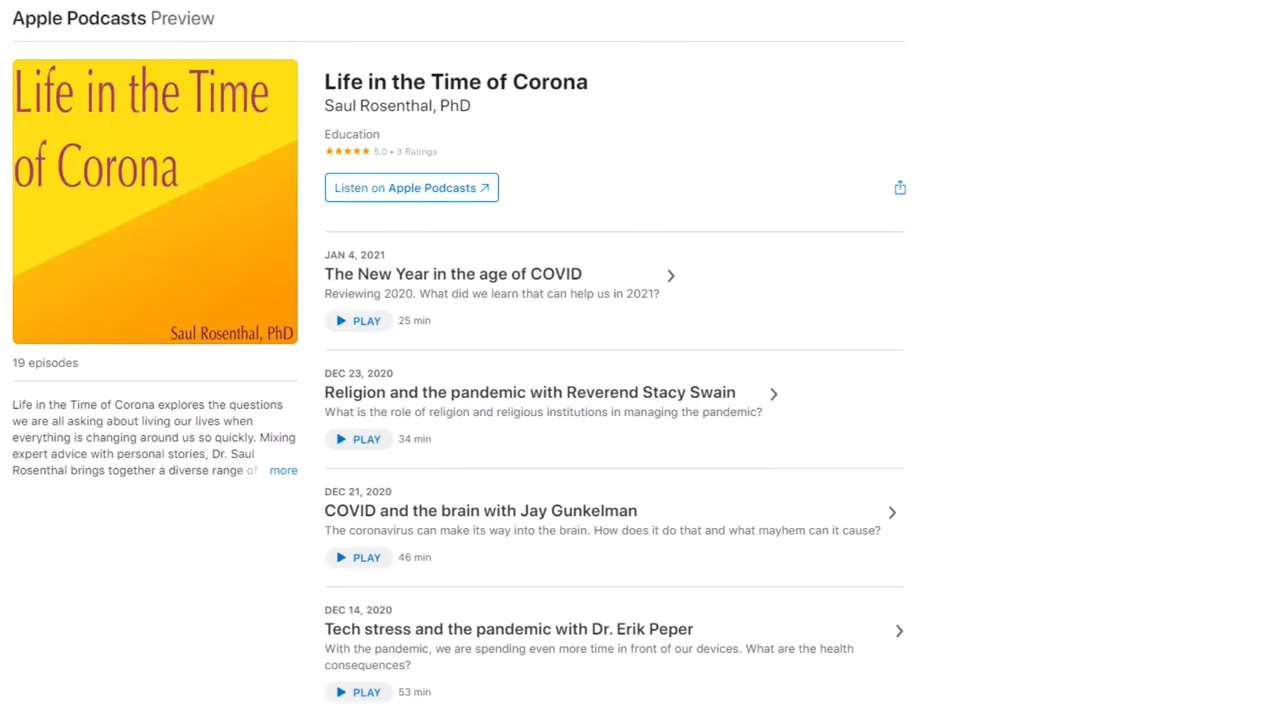 Apple Podcasts Preview
Life in the Time
of Corona
Saul Rosenthal, PhD
19 episodes
Life in the Time of Corona explores the questions
we are all asking about living our lives when
everything is changing around us so quickly. Mixing
expert advice with personal stories, Dr. Saul
Rosenthal brings together a diverse range of more
Life in the Time of Corona
Saul Rosenthal, PhD
Education
★★★★★ 5.0 • 3 Ratings
Listen on Apple Podcasts ↗
JAN 4, 2021
The New Year in the age of COVID
Reviewing 2020. What did we learn that can help us in 2021?
PLAY 25 min
DEC 23, 2020
Religion and the pandemic with Reverend Stacy Swain
What is the role of religion and religious institutions in managing the pandemic?
PLAY 34 min
DEC 21, 2020
COVID and the brain with Jay Gunkelman
The coronavirus can make its way into the brain. How does it do that and what mayhem can it cause?
PLAY 46 min
DEC 14, 2020
Tech stress and the pandemic with Dr. Erik Peper
With the pandemic, we are spending even more time in front of our devices. What are the health
consequences?
PLAY 53 min